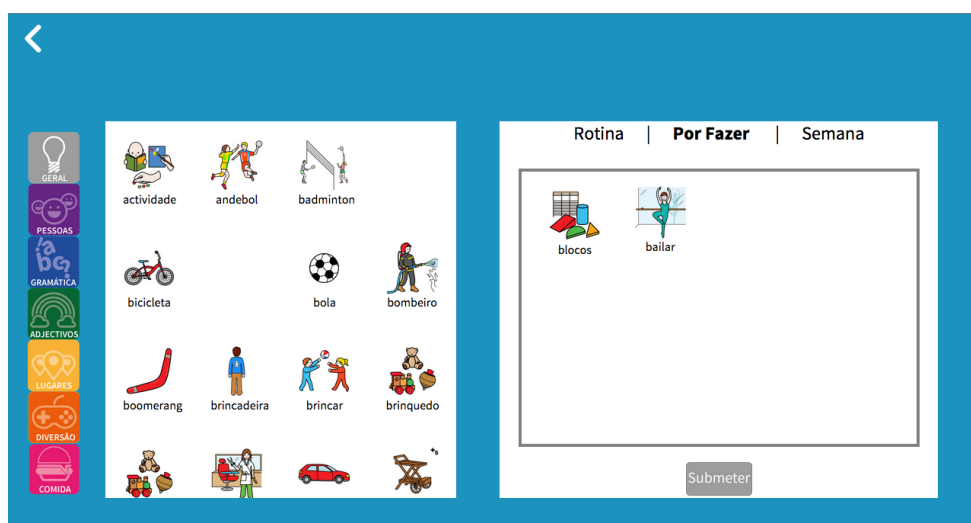 GERAL
PESSOAS
GRAMÁTICA
ADJECTIVOS
LUGARES
DIVERSÃO
COMIDA
actividade andebol badminton
bicicleta bola bombeiro
boomerang brincadeira brincar brinquedo
Rotina | Por Fazer | Semana
blocos bailar
Submeter